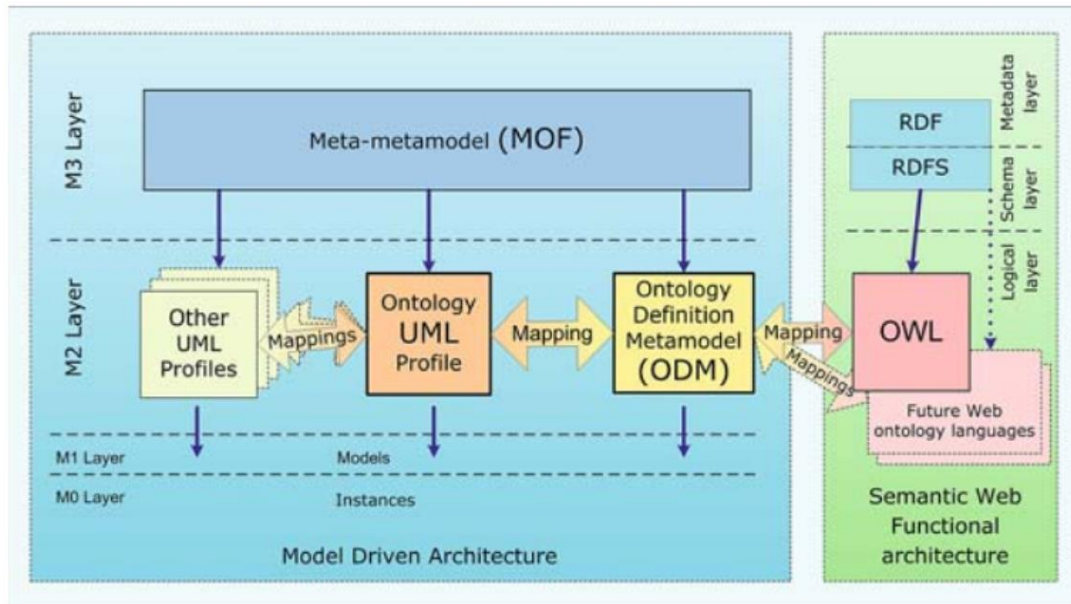 M3 Layer
Meta-metamodel (MOF)
M2 Layer
Other
UML
Profiles
Mappings
Ontology
UML
Profile
Mapping
Ontology
Definition
Metamodel
(ODM)
M1 Layer
Models
M0 Layer
Instances
Model Driven Architecture
RDF
RDFS
Metadata
layer
Schema
layer
Logical
layer
Mapping
Mappings
OWL
Future Web
ontology languages
Semantic Web
Functional
architecture